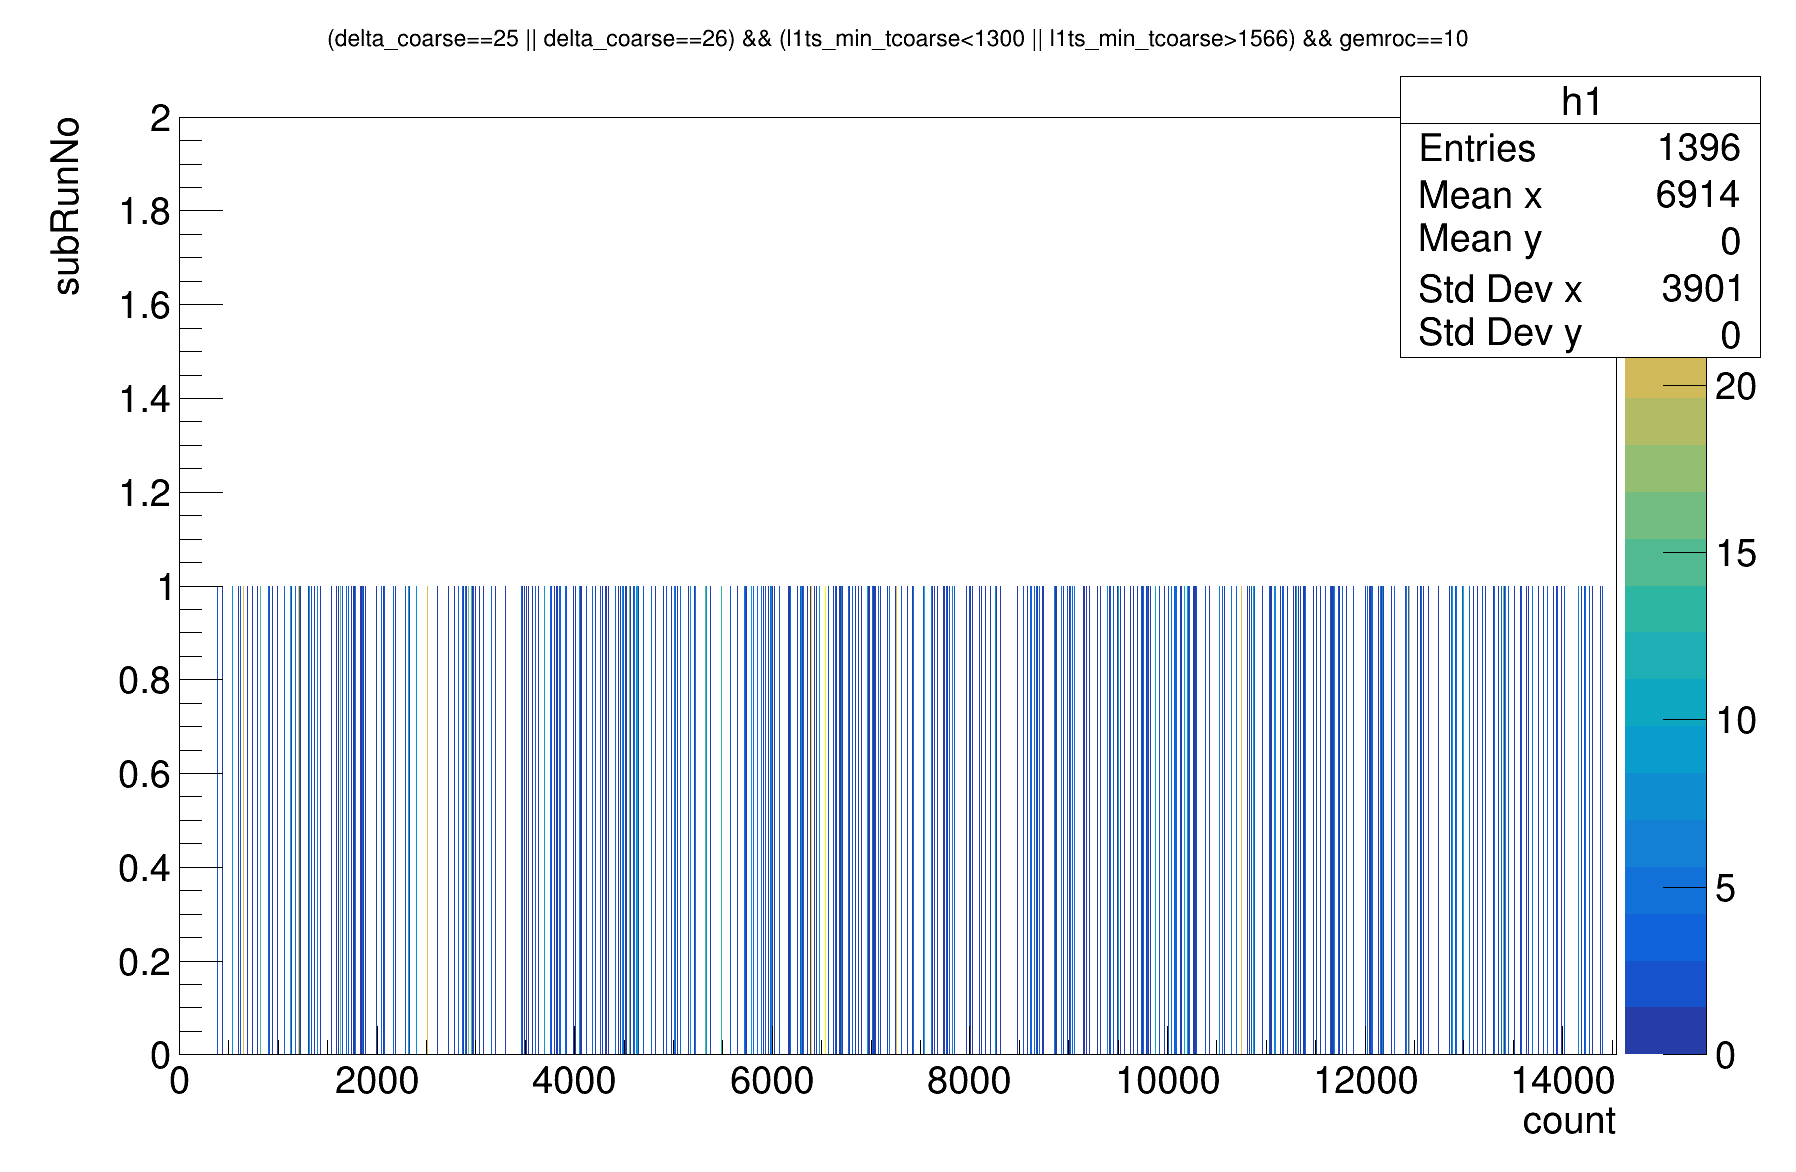 (delta_coarse==25 || delta_coarse==26) && (l1ts_min_tcoarse<1300 || l1ts_min_tcoarse>1566) && gemroc==10
h1
Entries 1396
Mean x 6914
Mean y 0
Std Dev x 3901
Std Dev y 0
subRunNo
2
1.8
1.6
1.4
1.2
1
0.8
0.6
0.4
0.2
0
0 2000 4000 6000 8000 10000 12000 14000
count
20
15
10
5
0